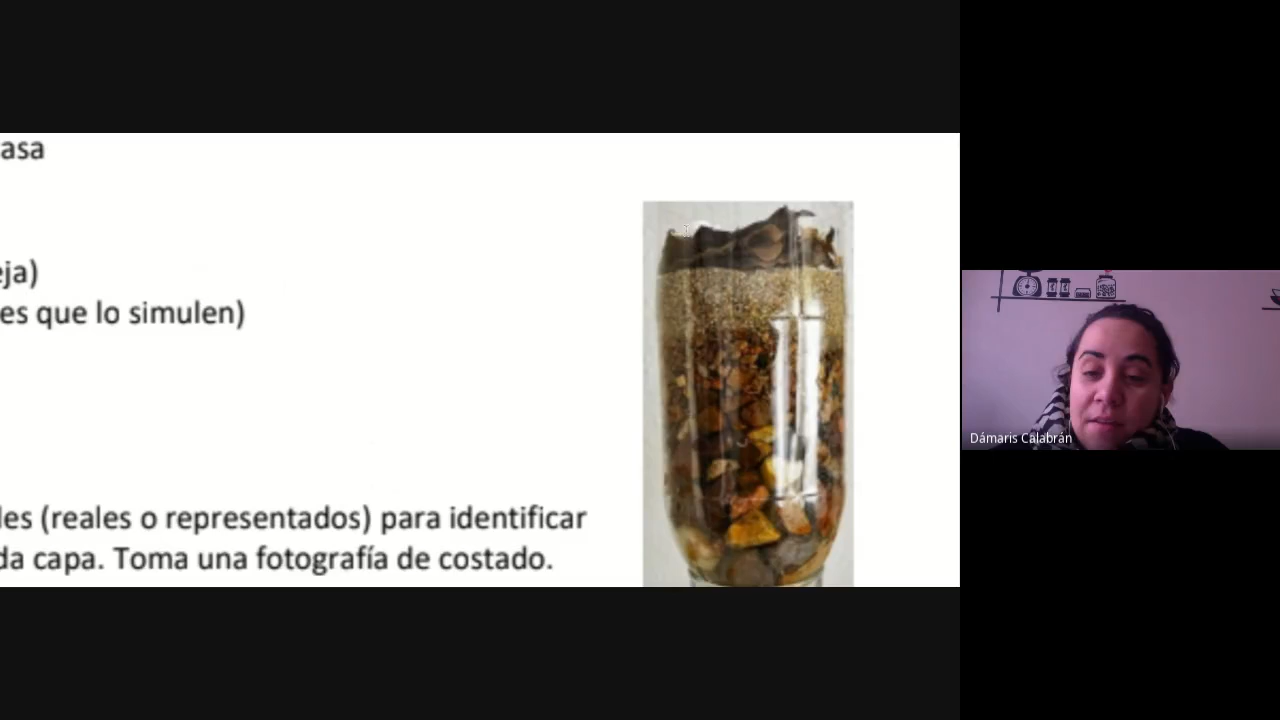 asa
eja)
es que lo simulen)
les (reales o representados) para identificar
da capa. Toma una fotografía de costado.
Dámaris Calabrán